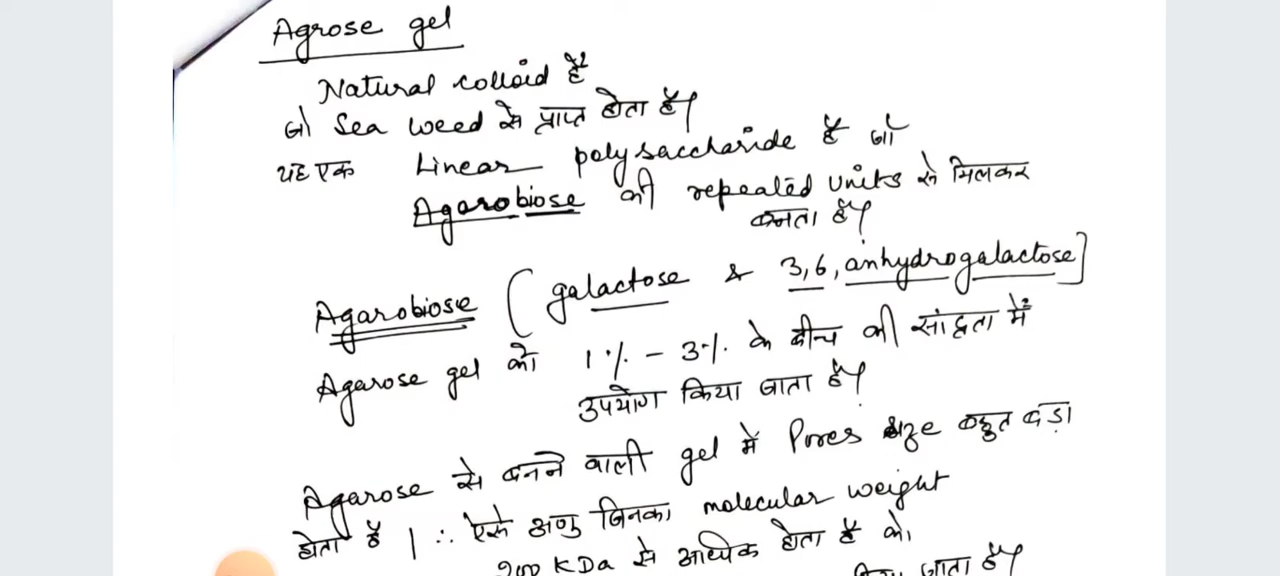 Agrose gel
Natural colloid है
जो Sea weed से प्राप्त होता है।
यह एक Linear polysaccharide है जो
Agarobiose की repeated units से मिलकर
बनता है।
Agarobiose (galactose & 3,6, anhydrogalactose]
Agarose gel को 1% - 3% के बीच की सांद्रता में
उपयोग किया जाता है।
Agarose से बनने वाली gel में Pores size बहुत बड़ा
होता है | ∴ ऐसे अणु जिनका molecular weight
200 KDa से अधिक होता है को,
किया जाता है।